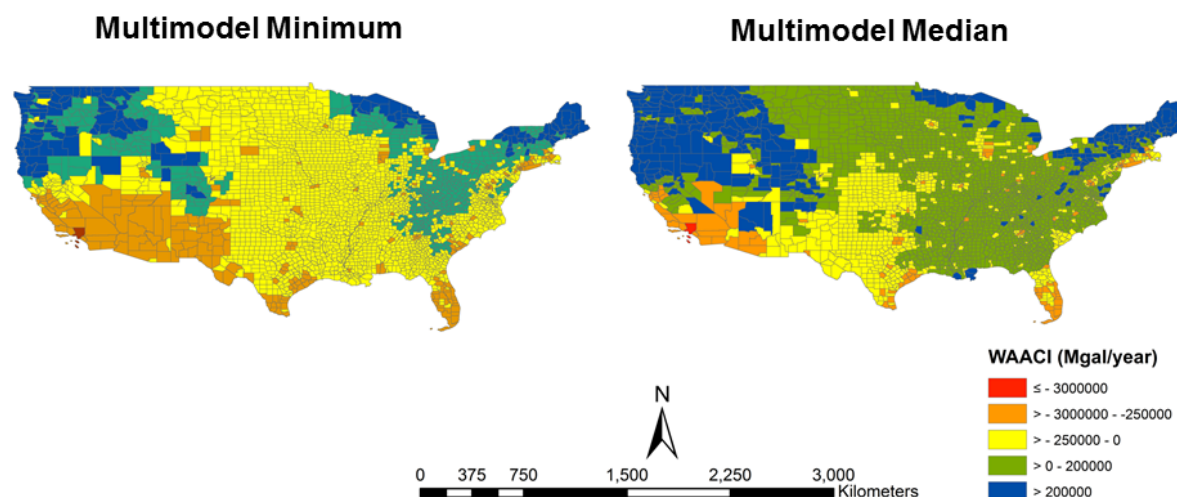 Multimodel Minimum
Multimodel Median
WAACI (Mgal/year)
≤ - 3000000
> - 3000000 - -250000
> - 250000 - 0
> 0 - 200000
> 200000
N
0 375 750 1,500 2,250 3,000
Kilometers